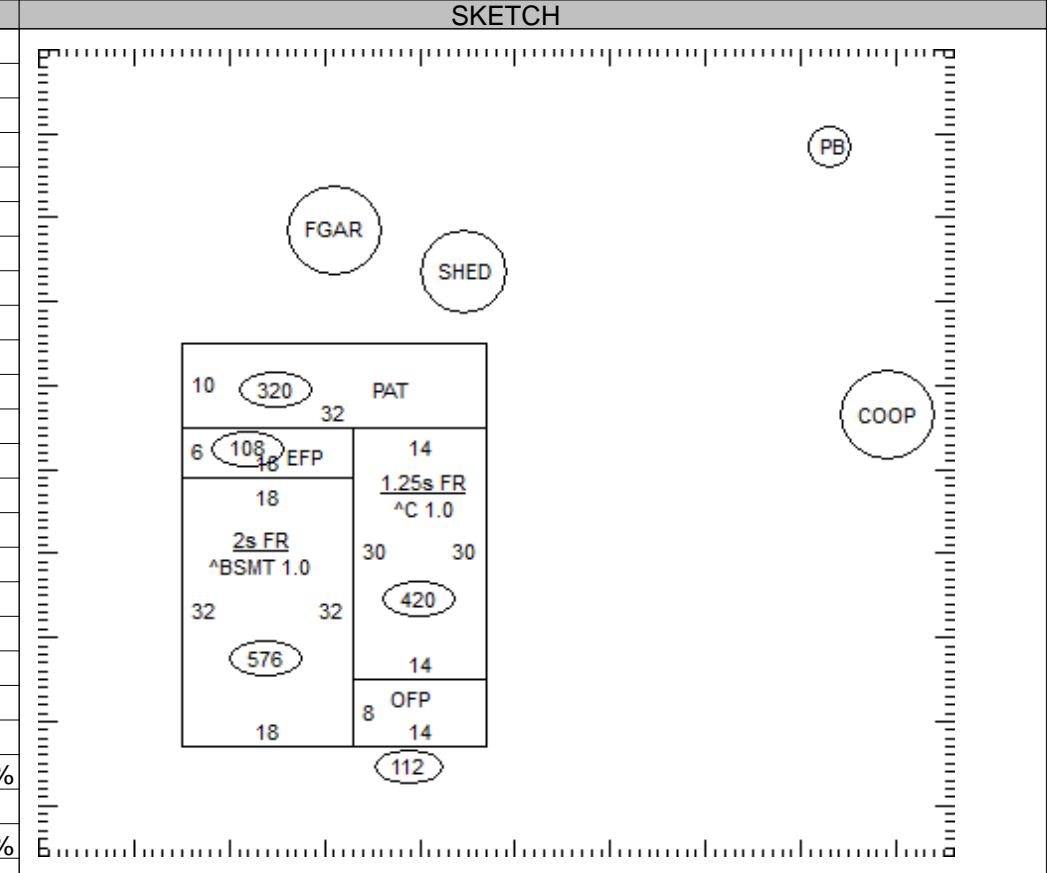 SKETCH
PB
FGAR
SHED
10 320 PAT
32
COOP
6 108 18 EFP 14
18 1.25s FR
^C 1.0
2s FR 30 30
^BSMT 1.0
32 32 420
576 14
OFP
8
18 14
112
%
%